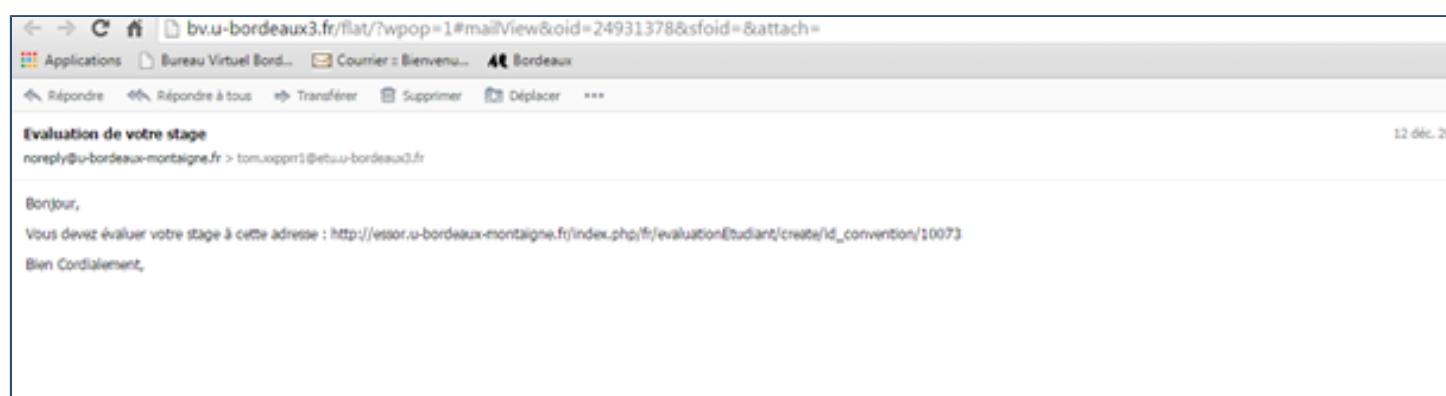 bv.u-bordeaux3.fr/flat/?wpop=1#mailView&oid=24931378&sfoid=&attach=
Applications Bureau Virtuel Bord... Courrier :: Bienvenu... Bordeaux
Répondre Répondre à tous Transférer Supprimer Déplacer •••
Evaluation de votre stage 12 déc.
noreply@u-bordeaux-montaigne.fr >
Bonjour,
Vous devez évaluer votre stage à cette adresse : http://essor.u-bordeaux-montaigne.fr/index.php/fr/evaluationEtudiant/create/id_convention/10073
Bien Cordialement,